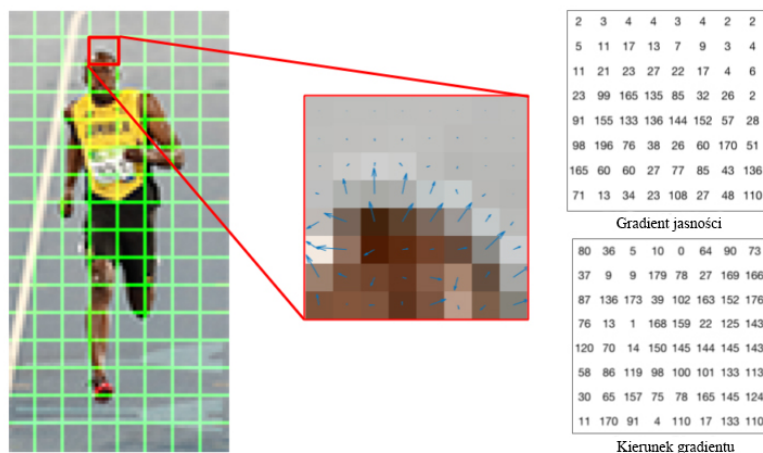 2 3 4 4 3 4 2 2
5 11 17 13 7 9 3 4
11 21 23 27 22 17 4 6
23 99 165 135 85 32 26 2
91 155 133 136 144 152 57 28
98 196 76 38 26 60 170 51
165 60 60 27 77 85 43 136
71 13 34 23 108 27 48 110
Gradient jasności
80 36 5 10 0 64 90 73
37 9 9 179 78 27 169 166
87 136 173 39 102 163 152 176
76 13 1 168 159 22 125 143
120 70 14 150 145 144 145 143
58 86 119 98 100 101 133 113
30 65 157 75 78 165 145 124
11 170 91 4 110 17 133 110
Kierunek gradientu